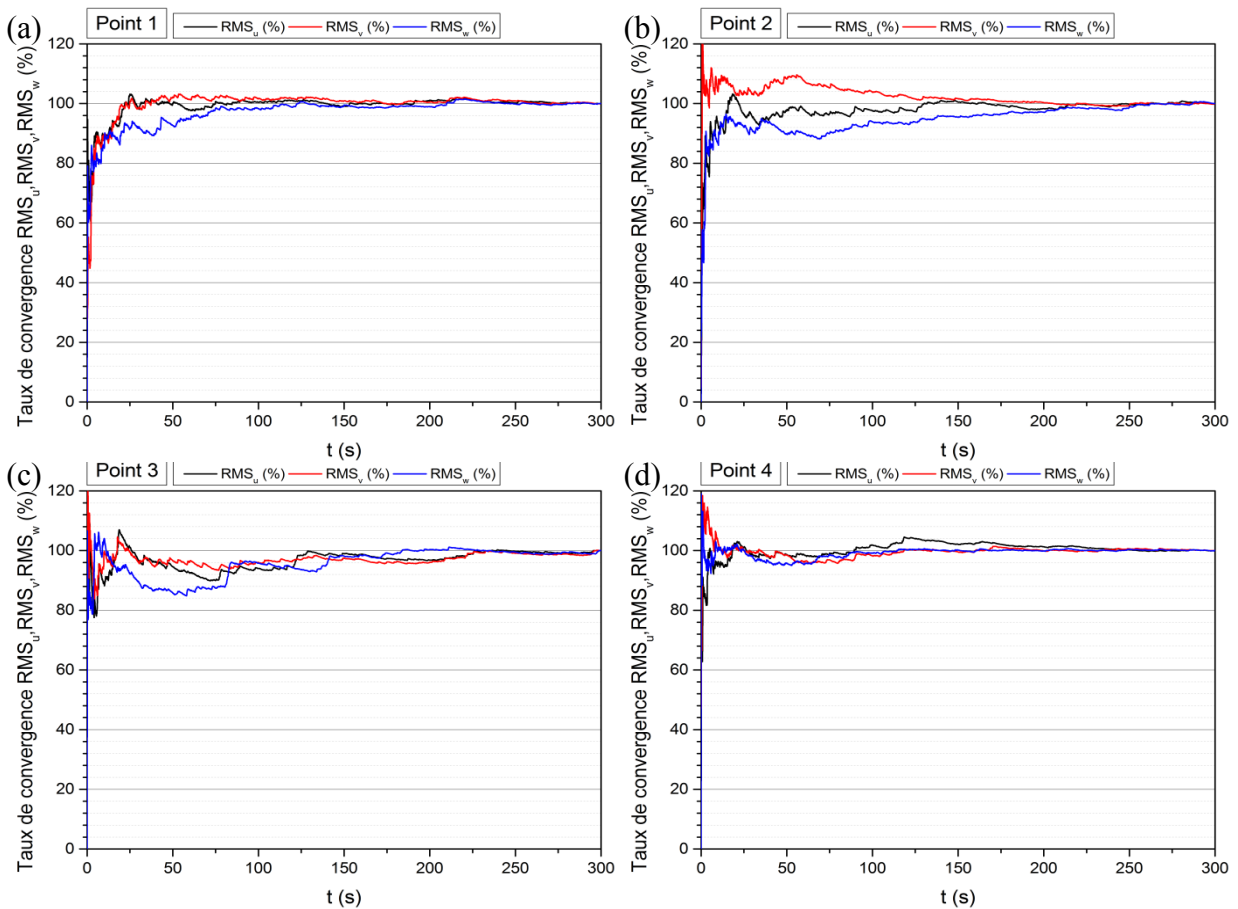 (a) Point 1 RMSu (%) RMSv (%) RMSw (%)
Taux de convergence RMSu,RMSv,RMSw (%)
120
100
80
60
40
20
0
0 50 100 150 200 250 300
t (s)
(b) Point 2 RMSu (%) RMSv (%) RMSw (%)
Taux de convergence RMSu,RMSv,RMSw (%)
120
100
80
60
40
20
0
0 50 100 150 200 250 300
t (s)
(c) Point 3 RMSu (%) RMSv (%) RMSw (%)
Taux de convergence RMSu,RMSv,RMSw (%)
120
100
80
60
40
20
0
0 50 100 150 200 250 300
t (s)
(d) Point 4 RMSu (%) RMSv (%) RMSw (%)
Taux de convergence RMSu,RMSv,RMSw (%)
120
100
80
60
40
20
0
0 50 100 150 200 250 300
t (s)